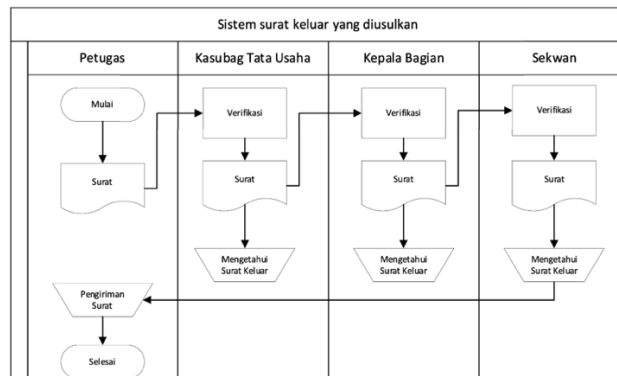 Sistem surat keluar yang diusulkan
Petugas
Kasubag Tata Usaha
Kepala Bagian
Sekwan
Mulai
Verifikasi
Verifikasi
Verifikasi
Surat
Surat
Surat
Surat
Mengetahui
Surat Keluar
Mengetahui
Surat Keluar
Mengetahui
Surat Keluar
Pengiriman
Surat
Selesai